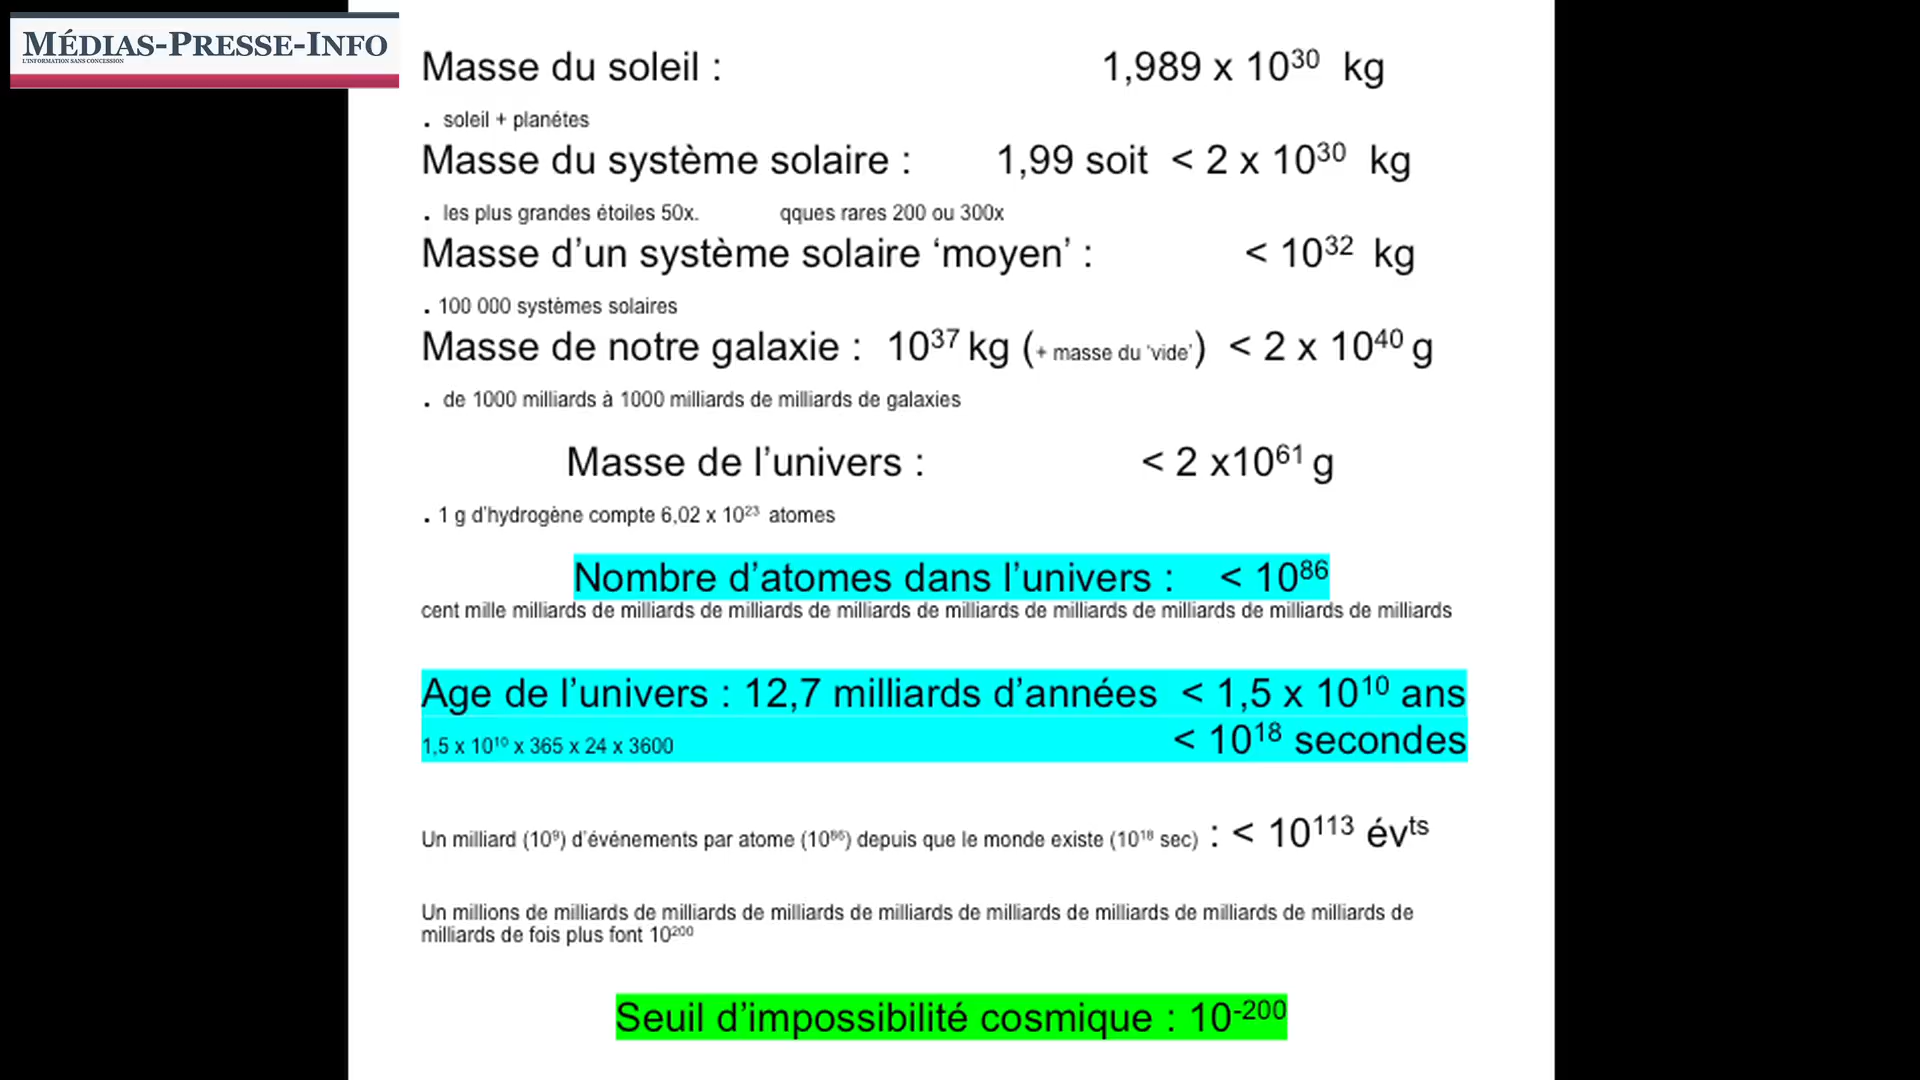 MÉDIAS-PRESSE-INFO
L'INFORMATION SANS CONCESSION
Masse du soleil : 1,989 x 10³⁰ kg
. soleil + planétes
Masse du système solaire : 1,99 soit < 2 x 10³⁰ kg
. les plus grandes étoiles 50x. qques rares 200 ou 300x
Masse d’un système solaire ‘moyen’ : < 10³² kg
. 100 000 systèmes solaires
Masse de notre galaxie : 10³⁷ kg (+ masse du ‘vide’) < 2 x 10⁴⁰ g
. de 1000 milliards à 1000 milliards de milliards de galaxies
Masse de l’univers : < 2 x10⁶¹ g
. 1 g d’hydrogène compte 6,02 x 10²³ atomes
Nombre d’atomes dans l’univers : < 10⁸⁶
cent mille milliards de milliards de milliards de milliards de milliards de milliards de milliards de milliards de milliards
Age de l’univers : 12,7 milliards d’années < 1,5 x 10¹⁰ ans
1,5 x 10¹⁰ x 365 x 24 x 3600 < 10¹⁸ secondes
Un milliard (10⁹) d’événements par atome (10⁸⁶) depuis que le monde existe (10¹⁸ sec) : < 10¹¹³ évᵗˢ
Un millions de milliards de milliards de milliards de milliards de milliards de milliards de milliards de milliards de
milliards de fois plus font 10²⁰⁰
Seuil d’impossibilité cosmique : 10⁻²⁰⁰